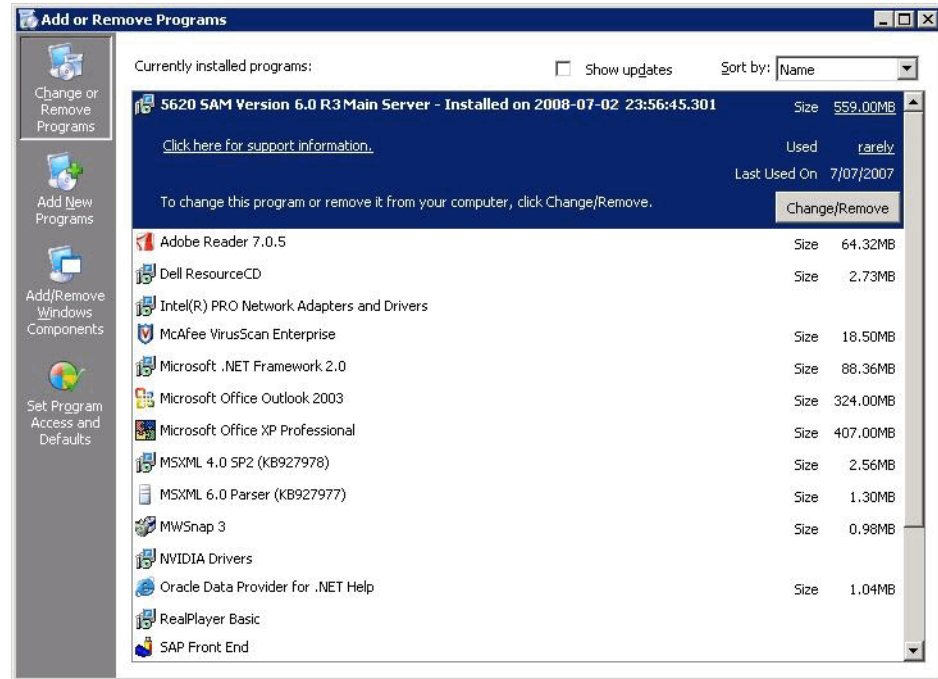 Add or Remove Programs
Change or
Remove
Programs
Add New
Programs
Add/Remove
Windows
Components
Set Program
Access and
Defaults
Currently installed programs:
Show updates
Sort by: Name
5620 SAM Version 6.0 R3 Main Server - Installed on 2008-07-02 23:56:45.301 Size 559.00MB
Click here for support information. Used rarely
Last Used On 7/07/2007
To change this program or remove it from your computer, click Change/Remove. Change/Remove
Adobe Reader 7.0.5 Size 64.32MB
Dell ResourceCD Size 2.73MB
Intel(R) PRO Network Adapters and Drivers
McAfee VirusScan Enterprise Size 18.50MB
Microsoft .NET Framework 2.0 Size 88.36MB
Microsoft Office Outlook 2003 Size 324.00MB
Microsoft Office XP Professional Size 407.00MB
MSXML 4.0 SP2 (KB927978) Size 2.56MB
MSXML 6.0 Parser (KB927977) Size 1.30MB
MWSnap 3 Size 0.98MB
NVIDIA Drivers
Oracle Data Provider for .NET Help Size 1.04MB
RealPlayer Basic
SAP Front End